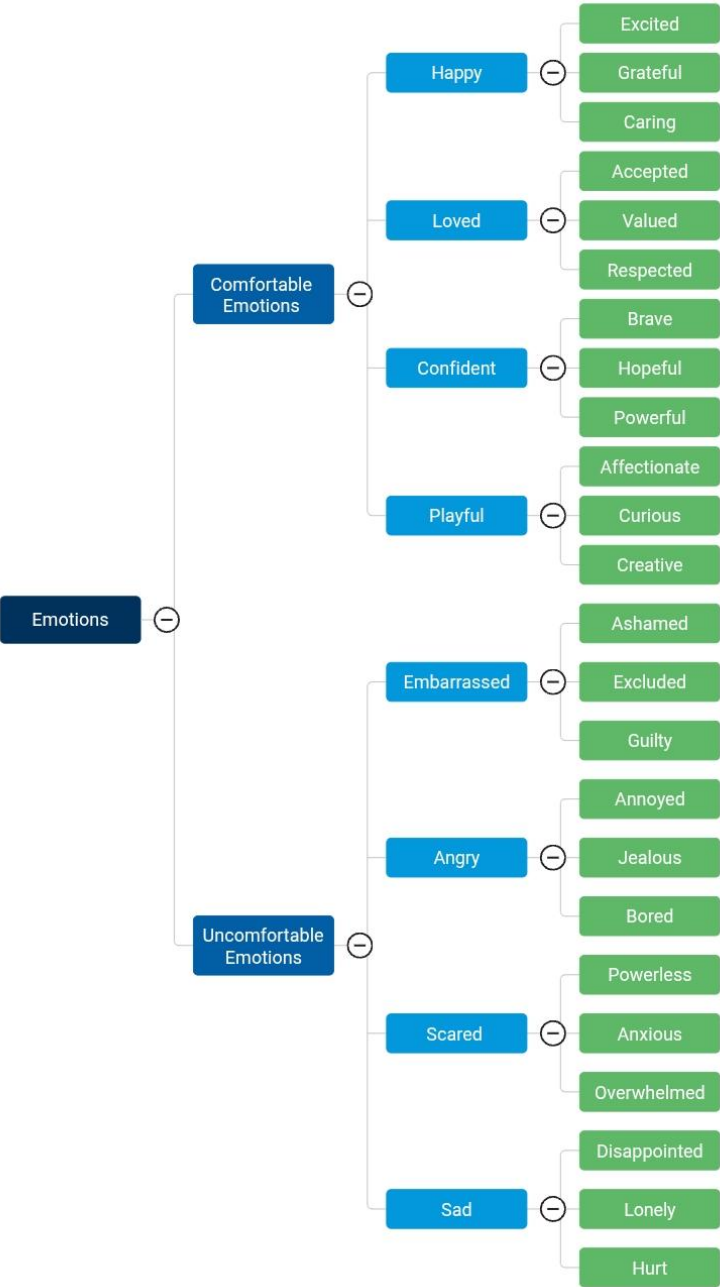 Emotions
Comfortable
Emotions
Happy
Excited
Grateful
Caring
Loved
Accepted
Valued
Respected
Confident
Brave
Hopeful
Powerful
Playful
Affectionate
Curious
Creative
Uncomfortable
Emotions
Embarrassed
Ashamed
Excluded
Guilty
Angry
Annoyed
Jealous
Bored
Scared
Powerless
Anxious
Overwhelmed
Sad
Disappointed
Lonely
Hurt